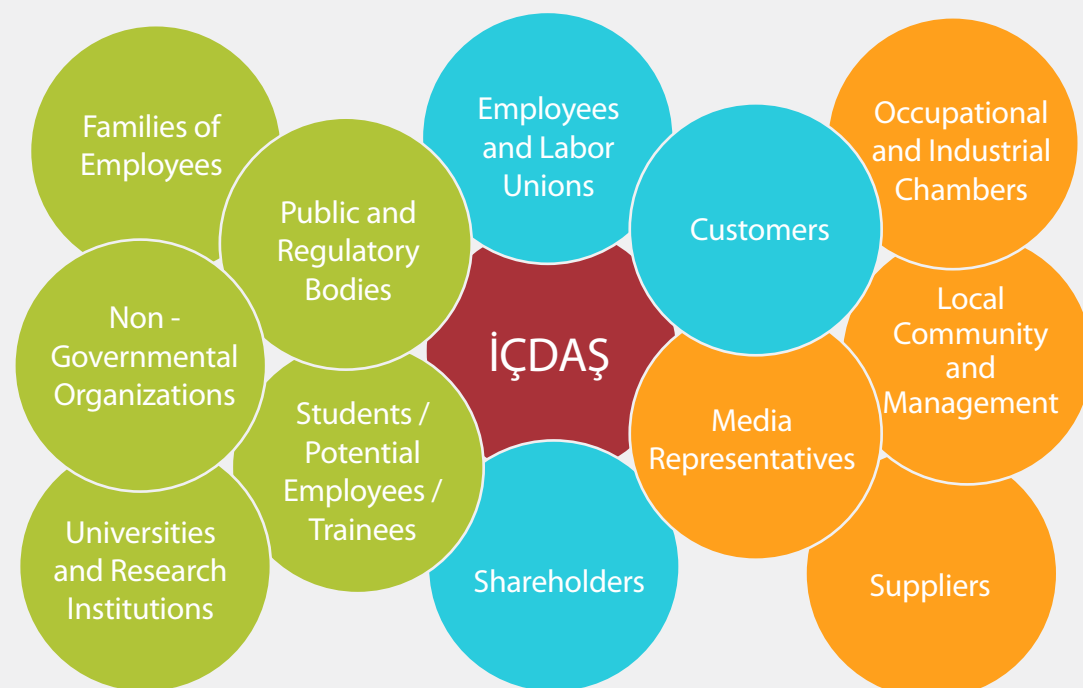 Families of
Employees
Public and
Regulatory
Bodies
Employees
and Labor
Unions
Customers
Occupational
and Industrial
Chambers
Non -
Governmental
Organizations
İÇDAŞ
Local
Community
and
Management
Students /
Potential
Employees /
Trainees
Media
Representatives
Universities
and Research
Institutions
Shareholders
Suppliers